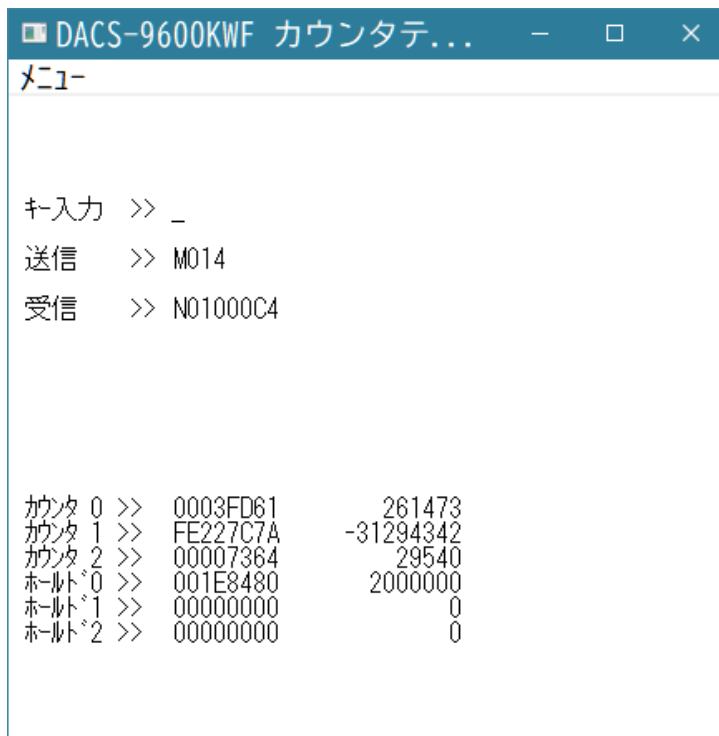 DACS-9600KWF カウンタテ...
ﾒﾆｭｰ
ｷｰ入力 >> _
送信 >> M014
受信 >> N01000C4
ｶｳﾝﾀ 0 >> 0003FD61 261473
ｶｳﾝﾀ 1 >> FE227C7A -31294342
ｶｳﾝﾀ 2 >> 00007364 29540
ﾎｰﾙﾄﾞ0 >> 001E8480 2000000
ﾎｰﾙﾄﾞ1 >> 00000000 0
ﾎｰﾙﾄﾞ2 >> 00000000 0